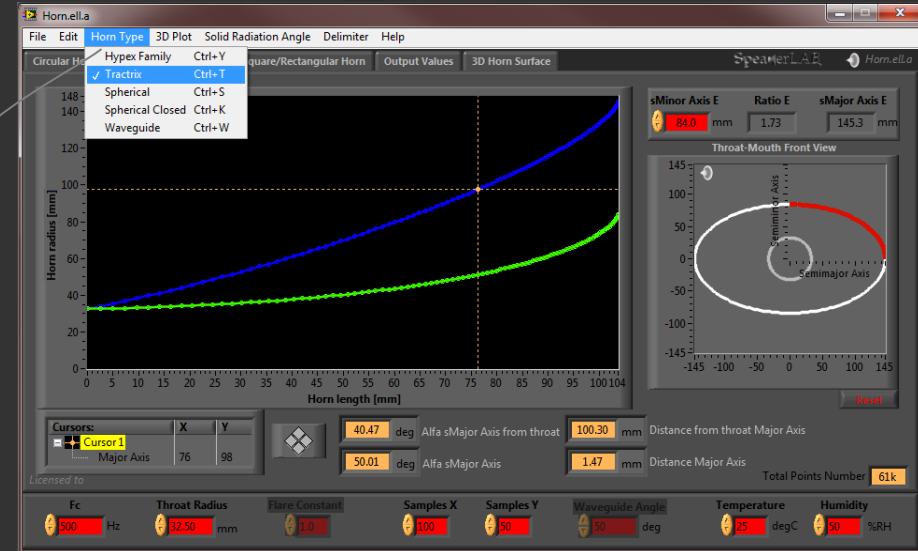 Horn.ell.a
File Edit Horn Type 3D Plot Solid Radiation Angle Delimiter Help
Hypex Family Ctrl+Y
✓ Tractrix Ctrl+T
Spherical Ctrl+S
Spherical Closed Ctrl+K
Waveguide Ctrl+W
Circular Output Values 3D Horn Surface
SpeakerLAB Horn.ell.a
sMinor Axis E Ratio E sMajor Axis E
84.0 mm 1.73 145.3 mm
Throat-Mouth Front View
Horn radius [mm]
148
140
120
100
80
60
40
20
0
0 5 10 15 20 25 30 35 40 45 50 55 60 65 70 75 80 85 90 95 100 104
Horn length [mm]
145
100
50
0
-50
-100
-145
Semiminor Axis
Semimajor Axis
-145 -100 -50 0 50 100 145
Reset
Cursors: X Y
Cursor 1
Major Axis 76 98
40.47 deg Alfa sMajor Axis from throat 100.30 mm Distance from throat Major Axis
50.01 deg Alfa sMajor Axis 1.47 mm Distance Major Axis
Total Points Number 61k
Licensed to
Fc Throat Radius Flare Constant Samples X Samples Y Waveguide Angle Temperature Humidity
500 Hz 32.50 mm 1.0 100 50 50 deg 25 degC 50 %RH